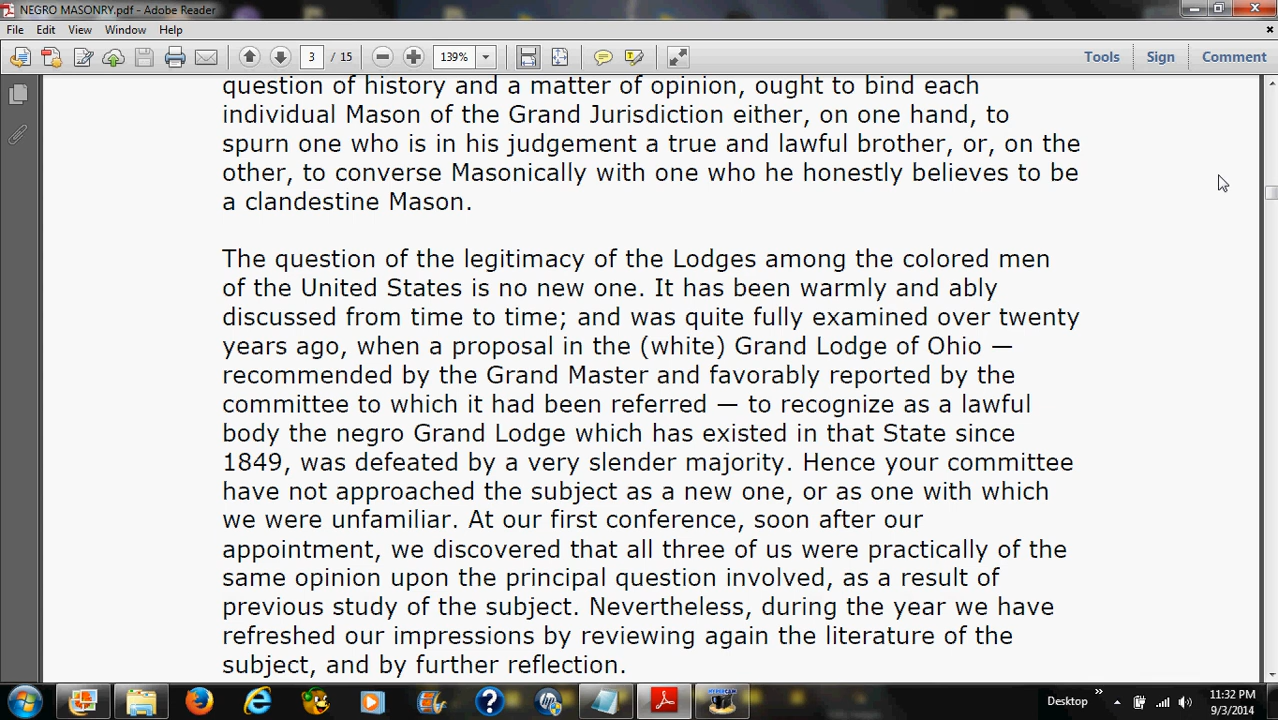 NEGRO MASONRY.pdf - Adobe Reader
File Edit View Window Help
3 / 15 139% Tools Sign Comment
question of history and a matter of opinion, ought to bind each
individual Mason of the Grand Jurisdiction either, on one hand, to
spurn one who is in his judgement a true and lawful brother, or, on the
other, to converse Masonically with one who he honestly believes to be
a clandestine Mason.
The question of the legitimacy of the Lodges among the colored men
of the United States is no new one. It has been warmly and ably
discussed from time to time; and was quite fully examined over twenty
years ago, when a proposal in the (white) Grand Lodge of Ohio —
recommended by the Grand Master and favorably reported by the
committee to which it had been referred — to recognize as a lawful
body the negro Grand Lodge which has existed in that State since
1849, was defeated by a very slender majority. Hence your committee
have not approached the subject as a new one, or as one with which
we were unfamiliar. At our first conference, soon after our
appointment, we discovered that all three of us were practically of the
same opinion upon the principal question involved, as a result of
previous study of the subject. Nevertheless, during the year we have
refreshed our impressions by reviewing again the literature of the
subject, and by further reflection.
Desktop
11:32 PM
9/3/2014